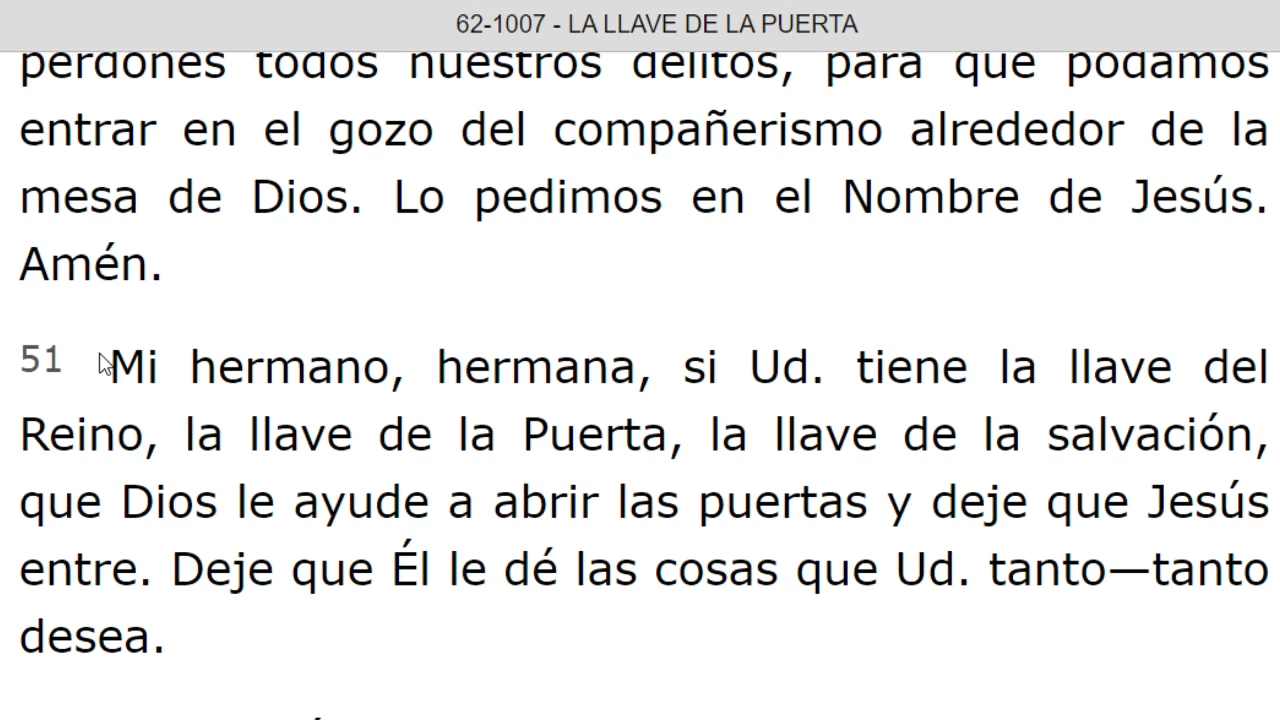 62-1007 - LA LLAVE DE LA PUERTA
perdones todos nuestros delitos, para que podamos
entrar en el gozo del compañerismo alrededor de la
mesa de Dios. Lo pedimos en el Nombre de Jesús.
Amén.
51 Mi hermano, hermana, si Ud. tiene la llave del
Reino, la llave de la Puerta, la llave de la salvación,
que Dios le ayude a abrir las puertas y deje que Jesús
entre. Deje que Él le dé las cosas que Ud. tanto—tanto
desea.